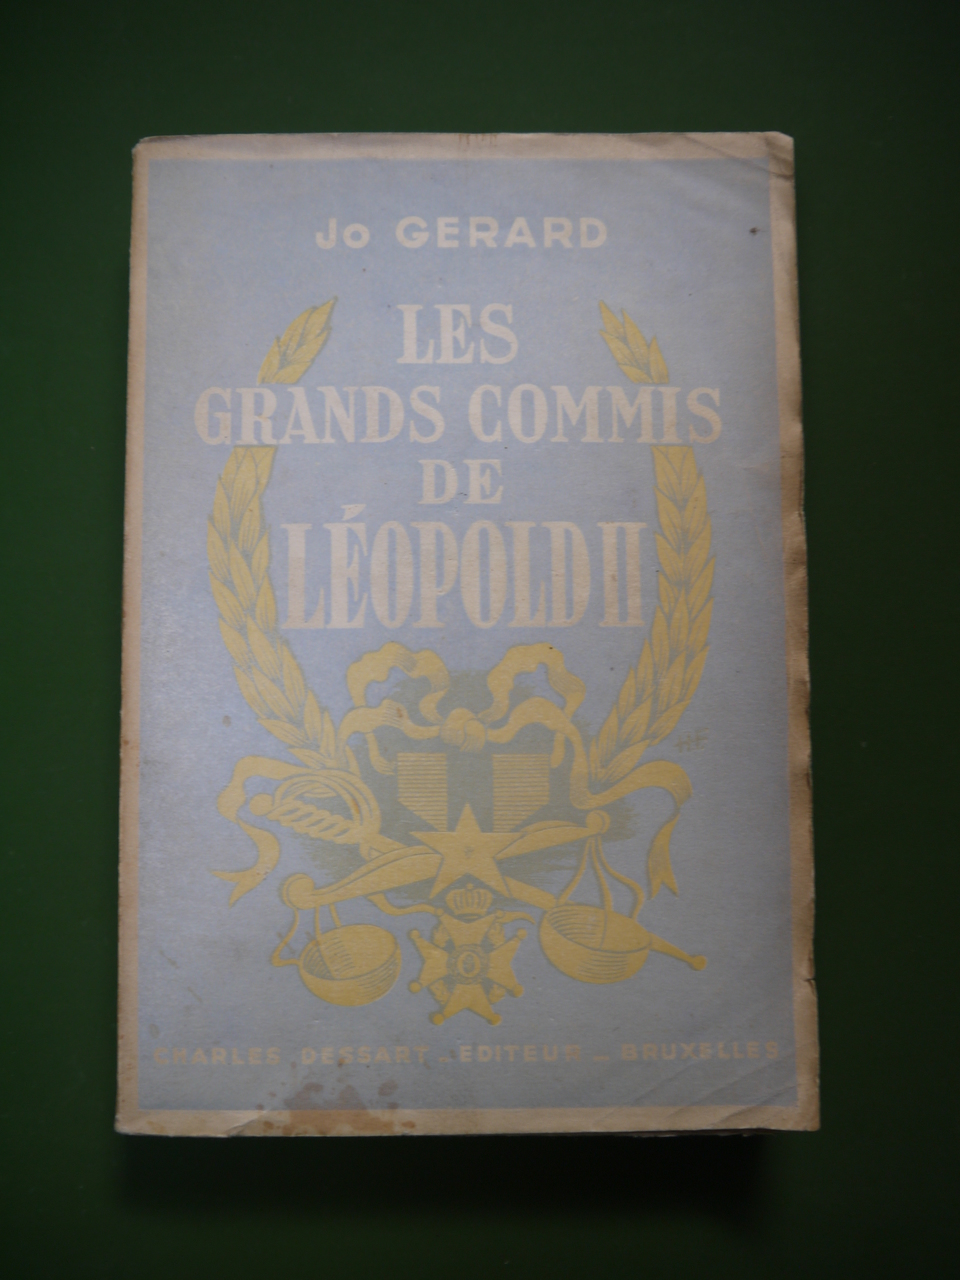 Jo GERARD
LES
GRANDS COMMIS
DE
LÉOPOLD II
CHARLES DESSART _ EDITEUR _ BRUXELLES